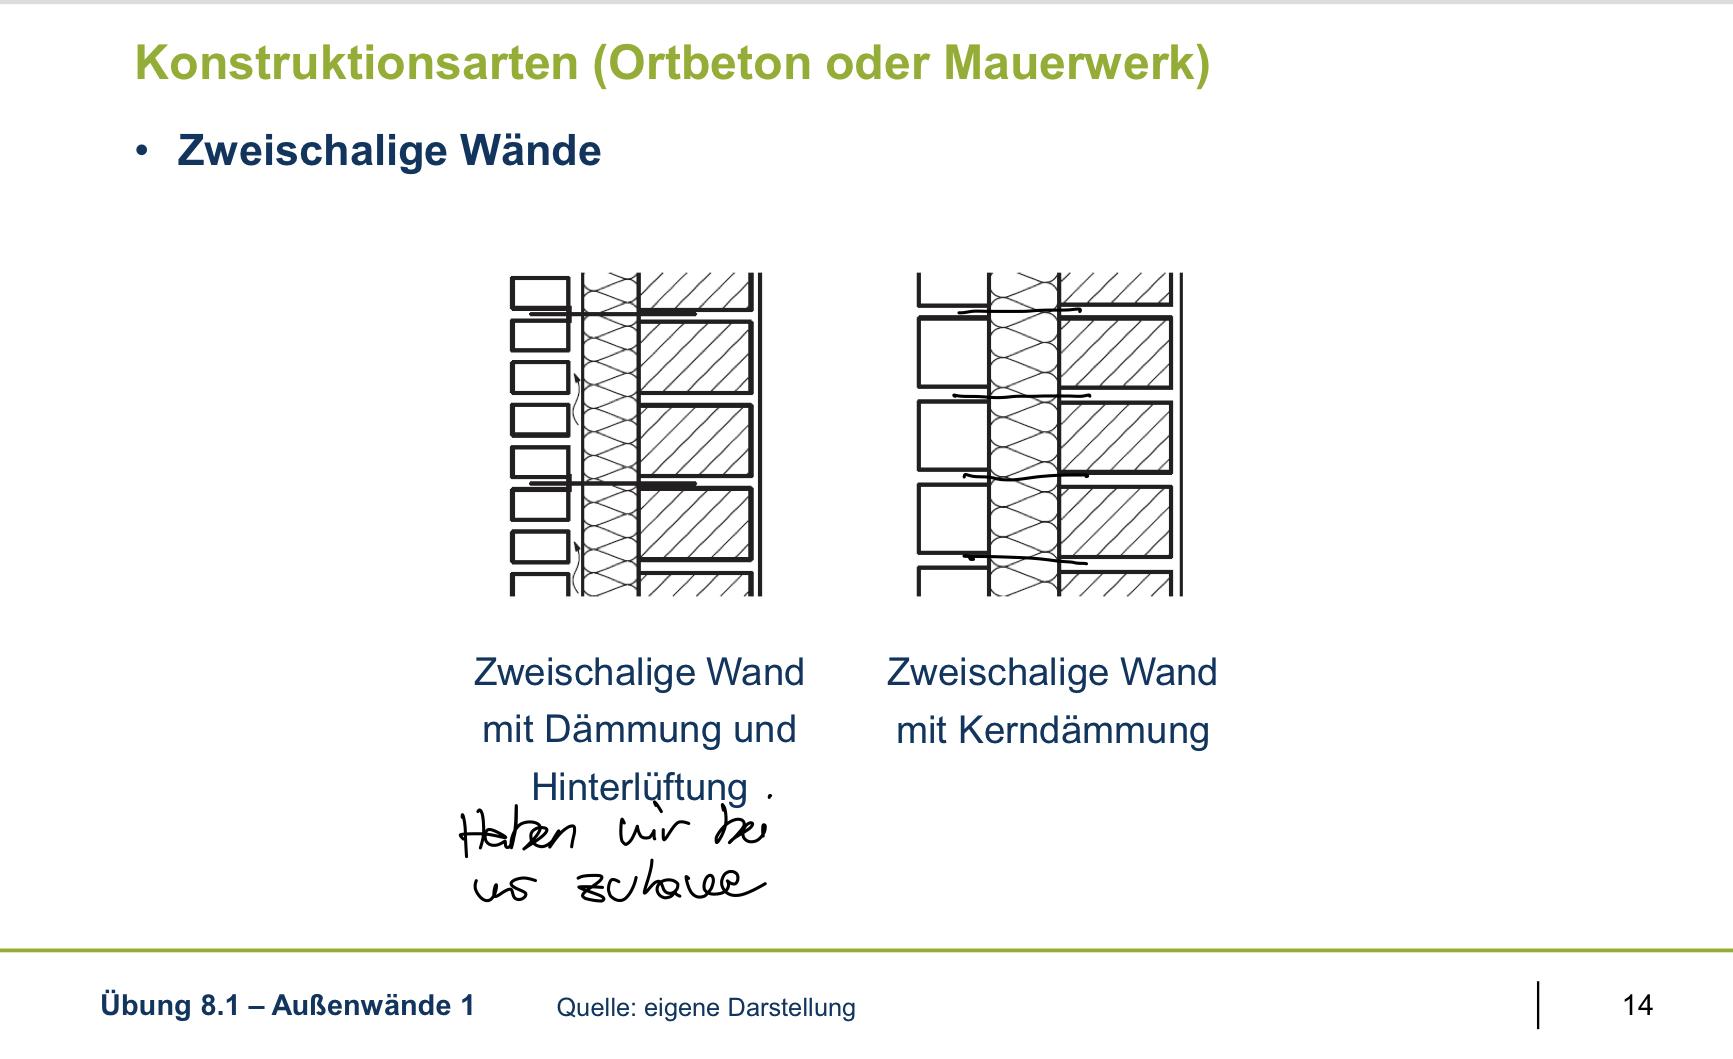 Konstruktionsarten (Ortbeton oder Mauerwerk)
• Zweischalige Wände
Zweischalige Wand
mit Dämmung und
Hinterlüftung
Zweischalige Wand
mit Kerndämmung
Haben wir bei
uns zuhause
Übung 8.1 – Außenwände 1
Quelle: eigene Darstellung
14